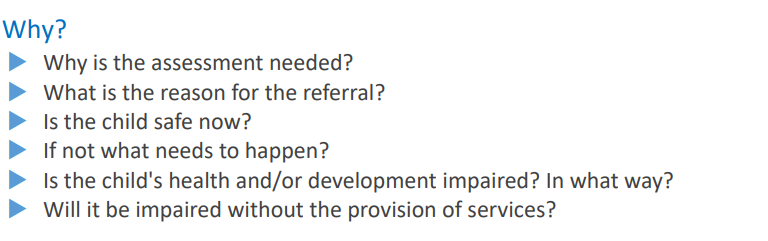 Why?
Why is the assessment needed?
What is the reason for the referral?
Is the child safe now?
If not what needs to happen?
Is the child's health and/or development impaired? In what way?
Will it be impaired without the provision of services?